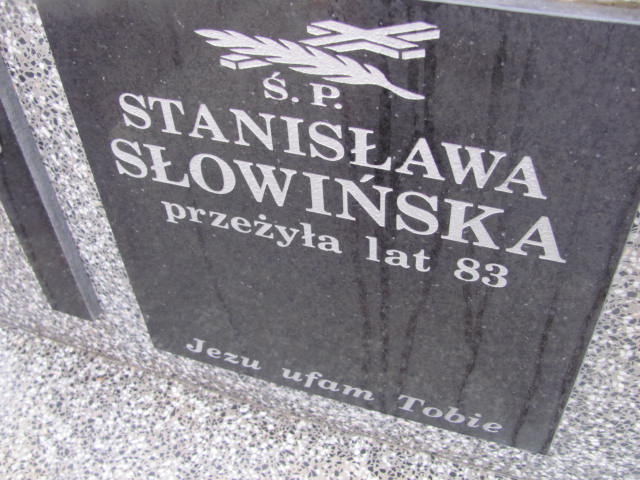 Ś. P.
STANISŁAWA
SŁOWIŃSKA
przeżyła lat 83
Jezu ufam Tobie